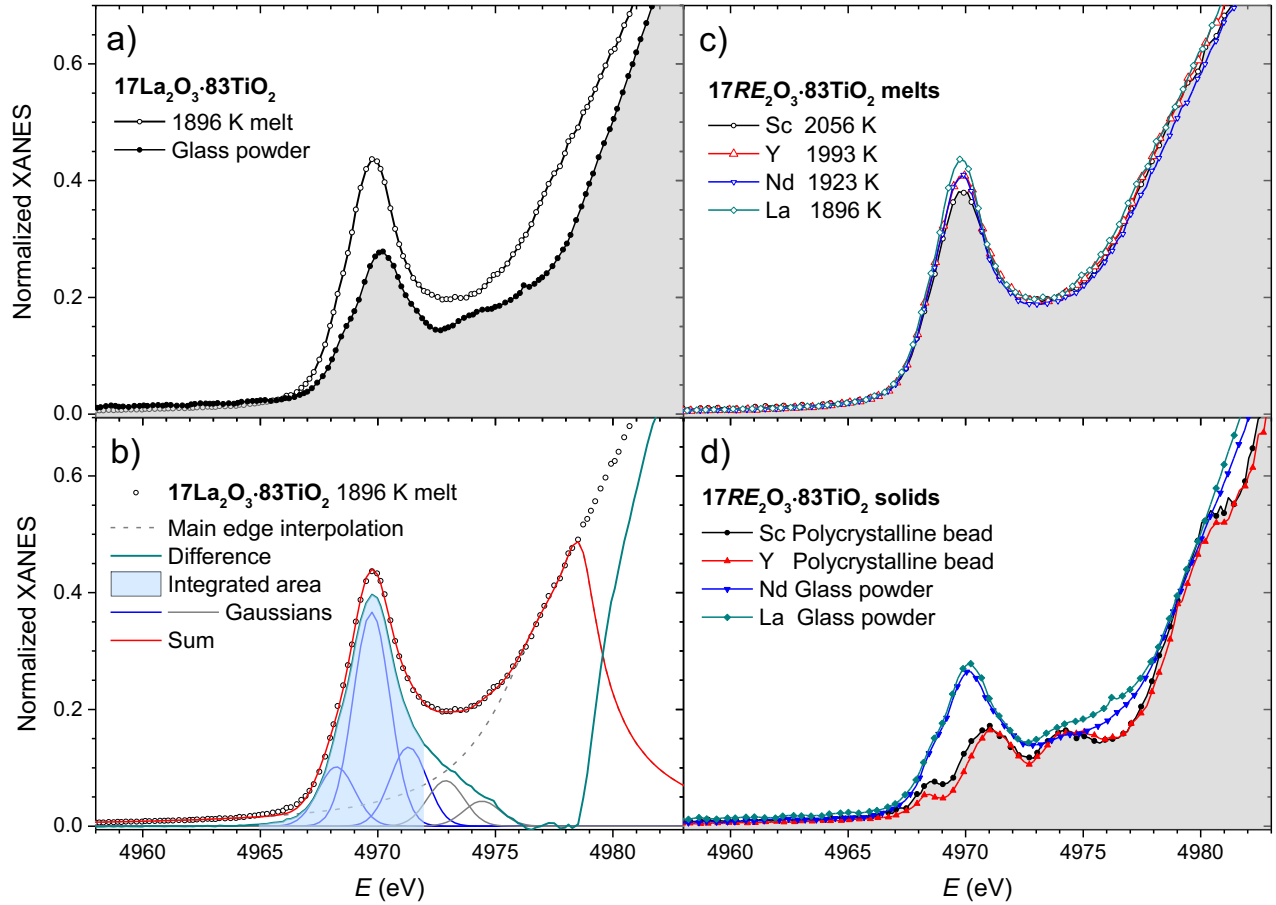 a)
17La₂O₃·83TiO₂
1896 K melt
Glass powder
Normalized XANES
0.6
0.4
0.2
0.0
c)
17RE₂O₃·83TiO₂ melts
Sc 2056 K
Y 1993 K
Nd 1923 K
La 1896 K
b)
17La₂O₃·83TiO₂ 1896 K melt
Main edge interpolation
Difference
Integrated area
Gaussians
Sum
Normalized XANES
0.6
0.4
0.2
0.0
4960 4965 4970 4975 4980
E (eV)
d)
17RE₂O₃·83TiO₂ solids
Sc Polycrystalline bead
Y Polycrystalline bead
Nd Glass powder
La Glass powder
4960 4965 4970 4975 4980
E (eV)